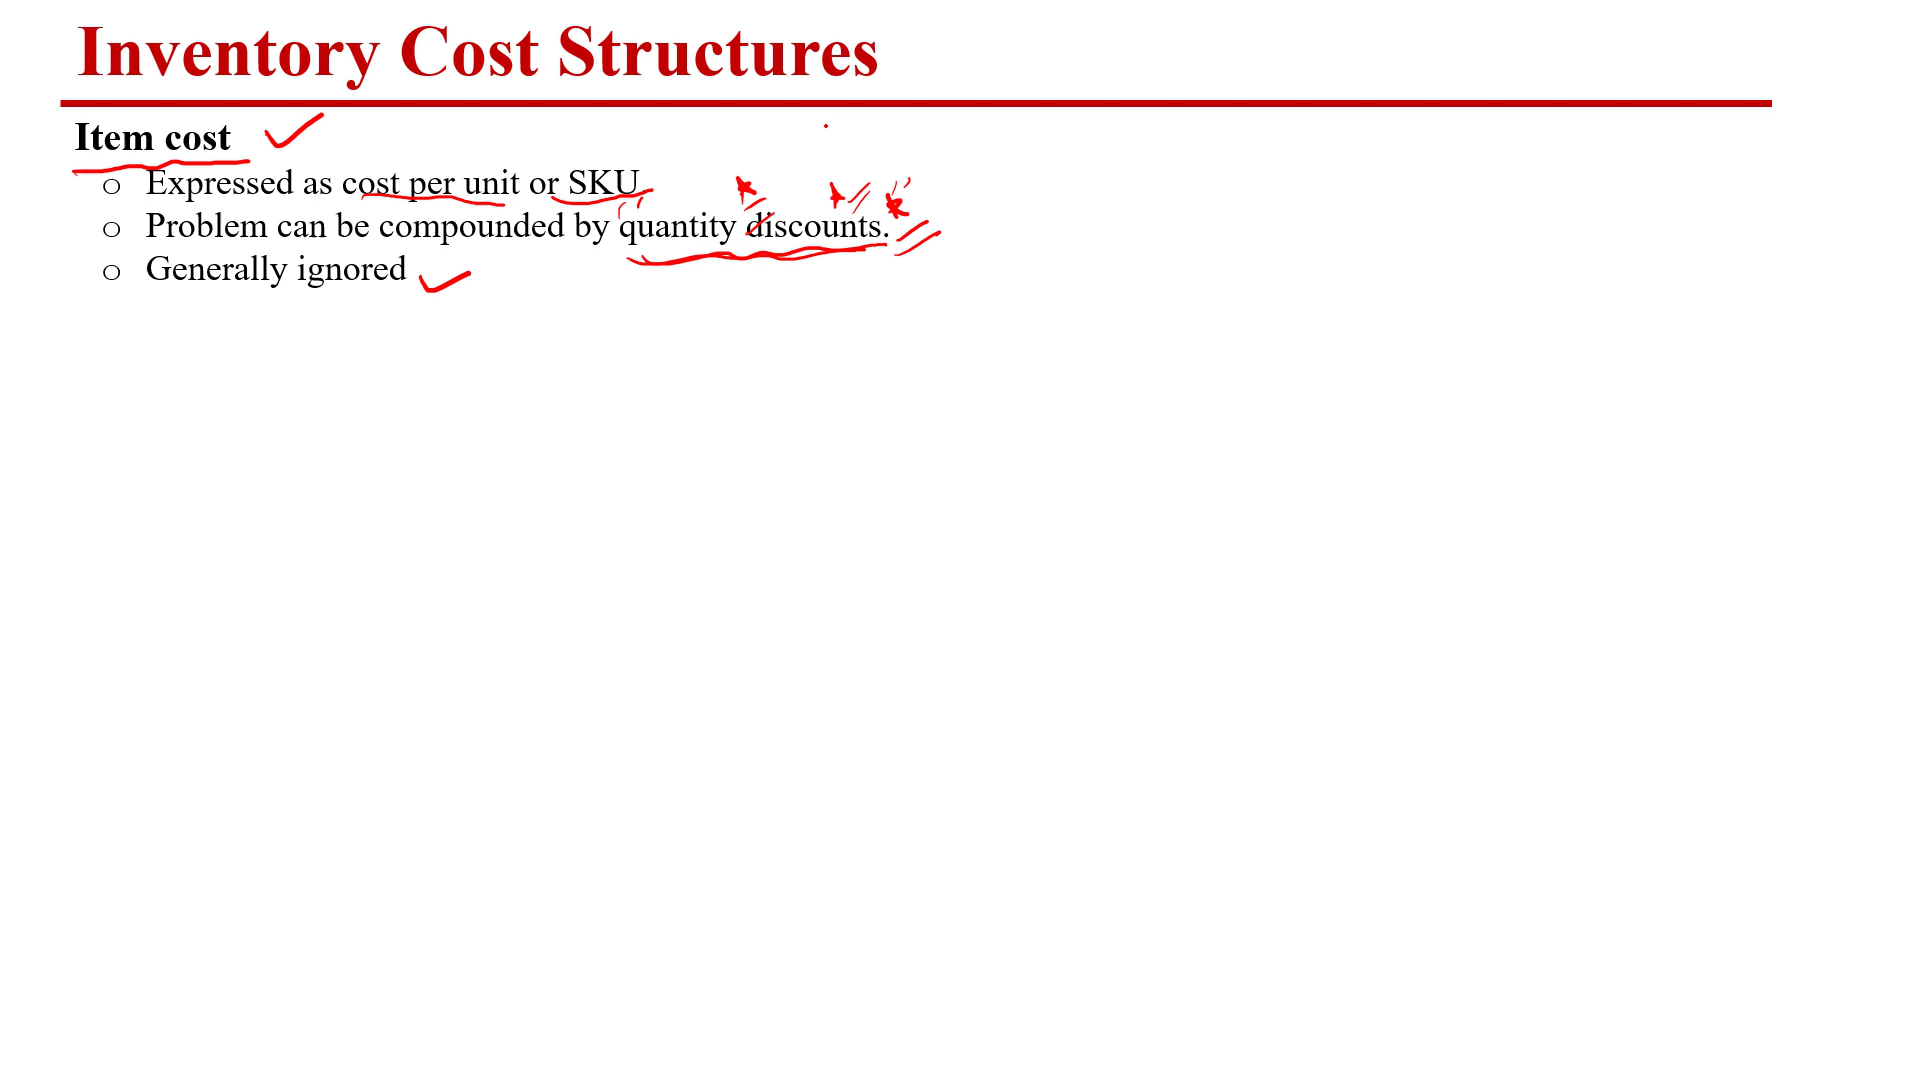 Inventory Cost Structures
Item cost
o Expressed as cost per unit or SKU
o Problem can be compounded by quantity discounts.
o Generally ignored